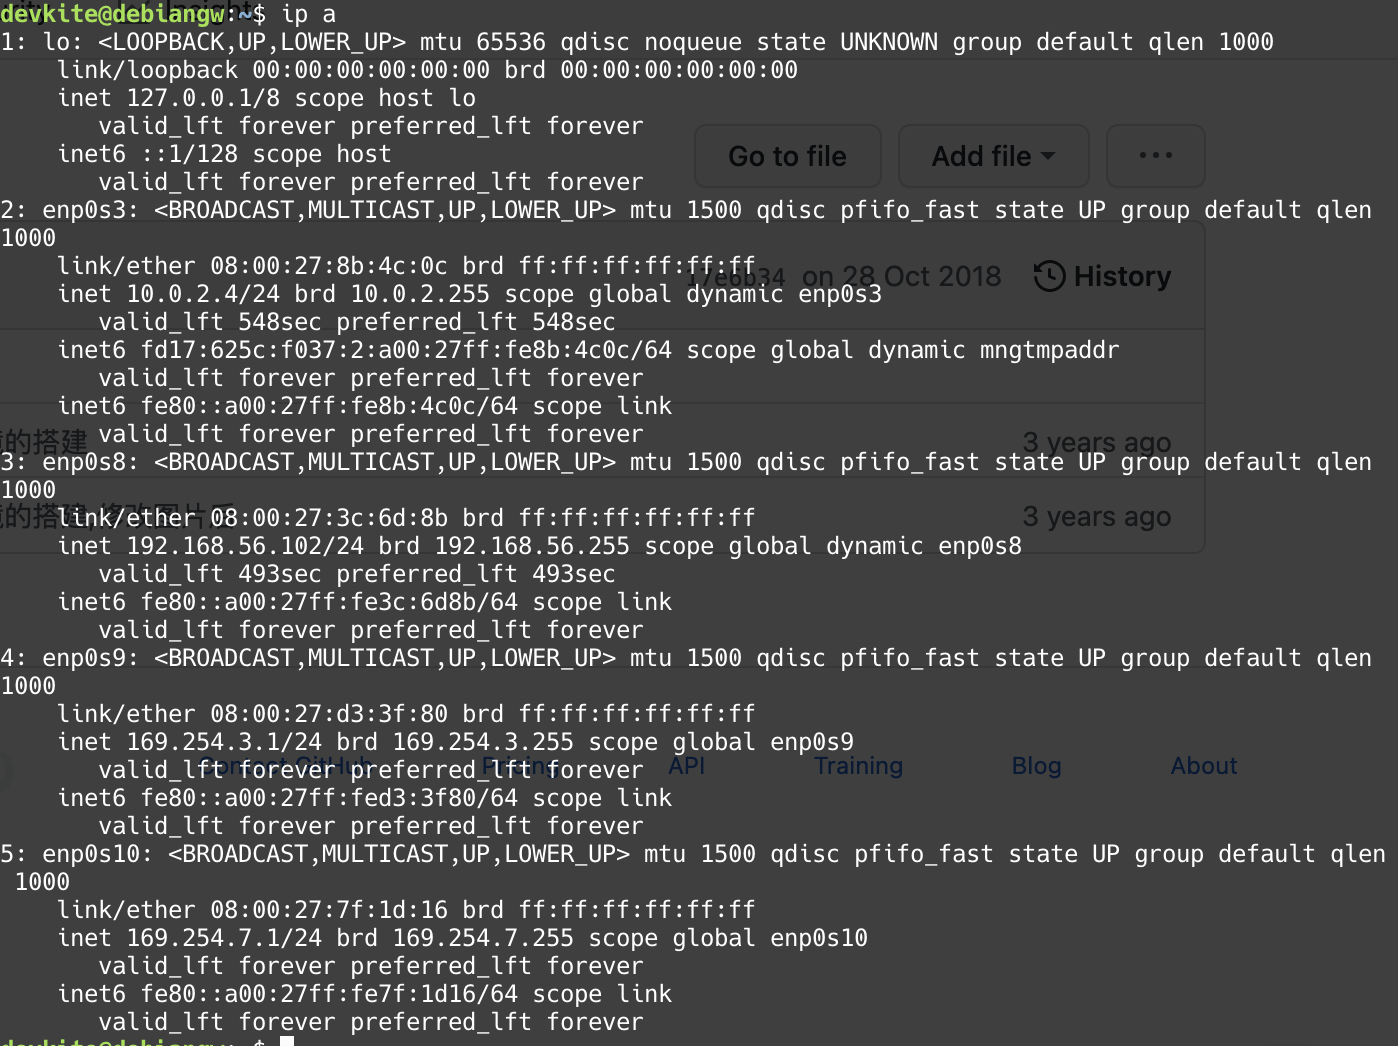 devkite@debiangw:~$ ip a
1: lo: <LOOPBACK,UP,LOWER_UP> mtu 65536 qdisc noqueue state UNKNOWN group default qlen 1000
link/loopback 00:00:00:00:00:00 brd 00:00:00:00:00:00
inet 127.0.0.1/8 scope host lo
valid_lft forever preferred_lft forever
inet6 ::1/128 scope host
valid_lft forever preferred_lft forever
Go to file
Add file
2: enp0s3: <BROADCAST,MULTICAST,UP,LOWER_UP> mtu 1500 qdisc pfifo_fast state UP group default qlen
1000
link/ether 08:00:27:8b:4c:0c brd ff:ff:ff:ff:ff:ff
17e6b34 on 28 Oct 2018
History
inet 10.0.2.4/24 brd 10.0.2.255 scope global dynamic enp0s3
valid_lft 548sec preferred_lft 548sec
inet6 fd17:625c:f037:2:a00:27ff:fe8b:4c0c/64 scope global dynamic mngtmpaddr
valid_lft forever preferred_lft forever
inet6 fe80::a00:27ff:fe8b:4c0c/64 scope link
valid_lft forever preferred_lft forever
的搭建
3 years ago
3: enp0s8: <BROADCAST,MULTICAST,UP,LOWER_UP> mtu 1500 qdisc pfifo_fast state UP group default qlen
1000
link/ether 08:00:27:3c:6d:8b brd ff:ff:ff:ff:ff:ff
的搭建,修改图片后
3 years ago
inet 192.168.56.102/24 brd 192.168.56.255 scope global dynamic enp0s8
valid_lft 493sec preferred_lft 493sec
inet6 fe80::a00:27ff:fe3c:6d8b/64 scope link
valid_lft forever preferred_lft forever
4: enp0s9: <BROADCAST,MULTICAST,UP,LOWER_UP> mtu 1500 qdisc pfifo_fast state UP group default qlen
1000
link/ether 08:00:27:d3:3f:80 brd ff:ff:ff:ff:ff:ff
inet 169.254.3.1/24 brd 169.254.3.255 scope global enp0s9
valid_lft forever preferred_lft forever
Contact GitHub Pricing API Training Blog About
inet6 fe80::a00:27ff:fed3:3f80/64 scope link
valid_lft forever preferred_lft forever
5: enp0s10: <BROADCAST,MULTICAST,UP,LOWER_UP> mtu 1500 qdisc pfifo_fast state UP group default qlen
1000
link/ether 08:00:27:7f:1d:16 brd ff:ff:ff:ff:ff:ff
inet 169.254.7.1/24 brd 169.254.7.255 scope global enp0s10
valid_lft forever preferred_lft forever
inet6 fe80::a00:27ff:fe7f:1d16/64 scope link
valid_lft forever preferred_lft forever
devkite@debiangw:~$